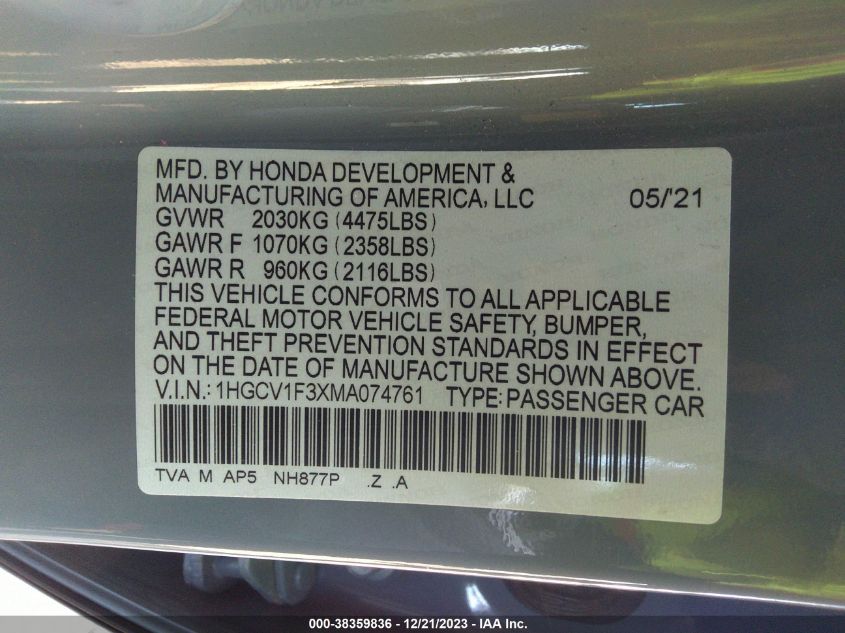 MFD. BY HONDA DEVELOPMENT &
MANUFACTURING OF AMERICA, LLC 05/'21
GVWR 2030KG (4475LBS)
GAWR F 1070KG (2358LBS)
GAWR R 960KG (2116LBS)
THIS VEHICLE CONFORMS TO ALL APPLICABLE
FEDERAL MOTOR VEHICLE SAFETY, BUMPER,
AND THEFT PREVENTION STANDARDS IN EFFECT
ON THE DATE OF MANUFACTURE SHOWN ABOVE.
V.I.N.: 1HGCV1F3XMA074761 TYPE: PASSENGER CAR
TVA M AP5 NH877P .Z .A
000-38359836 - 12/21/2023 - IAA Inc.